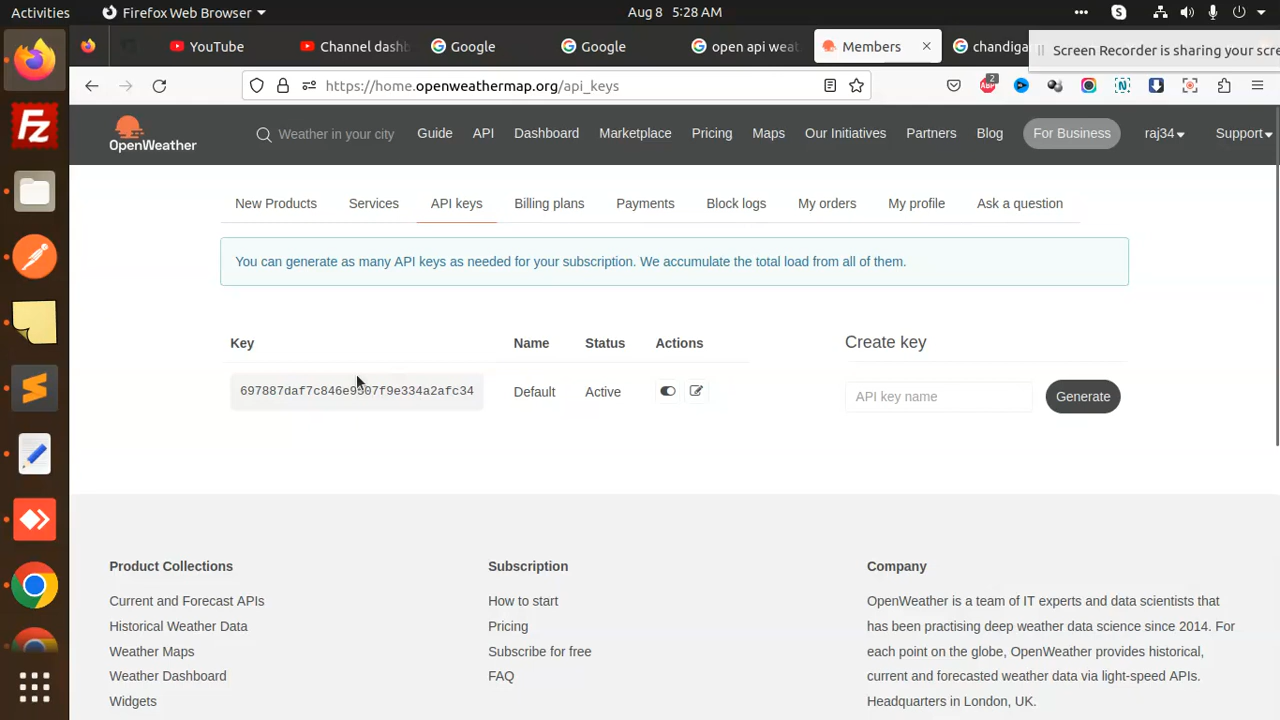 Activities
Firefox Web Browser
Aug 8 5:28 AM
YouTube
Channel dashb
Google
Google
open api wea
Members
chandiga
Screen Recorder is sharing your scre
https://home.openweathermap.org/api_keys
2
ABP
N
OpenWeather
Weather in your city
Guide
API
Dashboard
Marketplace
Pricing
Maps
Our Initiatives
Partners
Blog
For Business
raj34
Support
New Products
Services
API keys
Billing plans
Payments
Block logs
My orders
My profile
Ask a question
You can generate as many API keys as needed for your subscription. We accumulate the total load from all of them.
Key
Name
Status
Actions
Create key
Default
Active
API key name
Generate
Product Collections
Subscription
Company
Current and Forecast APIs
How to start
OpenWeather is a team of IT experts and data scientists that
Historical Weather Data
Pricing
has been practising deep weather data science since 2014. For
Weather Maps
Subscribe for free
each point on the globe, OpenWeather provides historical,
Weather Dashboard
FAQ
current and forecasted weather data via light-speed APIs.
Widgets
Headquarters in London, UK.